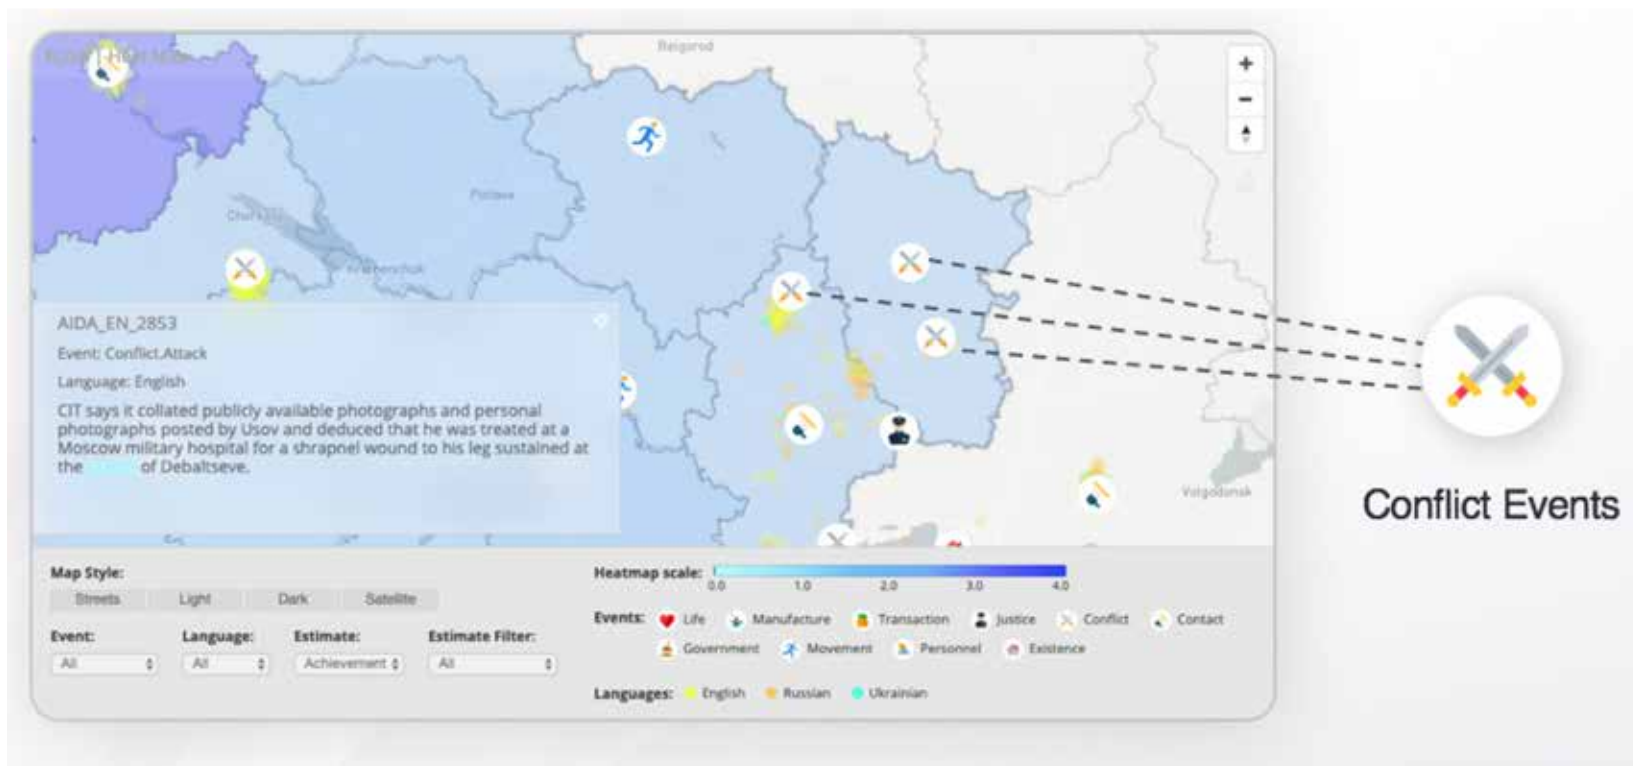 Belgorod
Poltava
Kremenchuk
AIDA_EN_2853
Event: Conflict.Attack
Language: English
CIT says it collated publicly available photographs and personal
photographs posted by Usov and deduced that he was treated at a
Moscow military hospital for a shrapnel wound to his leg sustained at
the of Debaltseve.
Volgodonsk
Conflict Events
Map Style:
Streets Light Dark Satellite
Event: Language: Estimate: Estimate Filter:
All All Achievement All
Heatmap scale: 0.0 1.0 2.0 3.0 4.0
Events: Life Manufacture Transaction Justice Conflict Contact
Government Movement Personnel Existence
Languages: English Russian Ukrainian